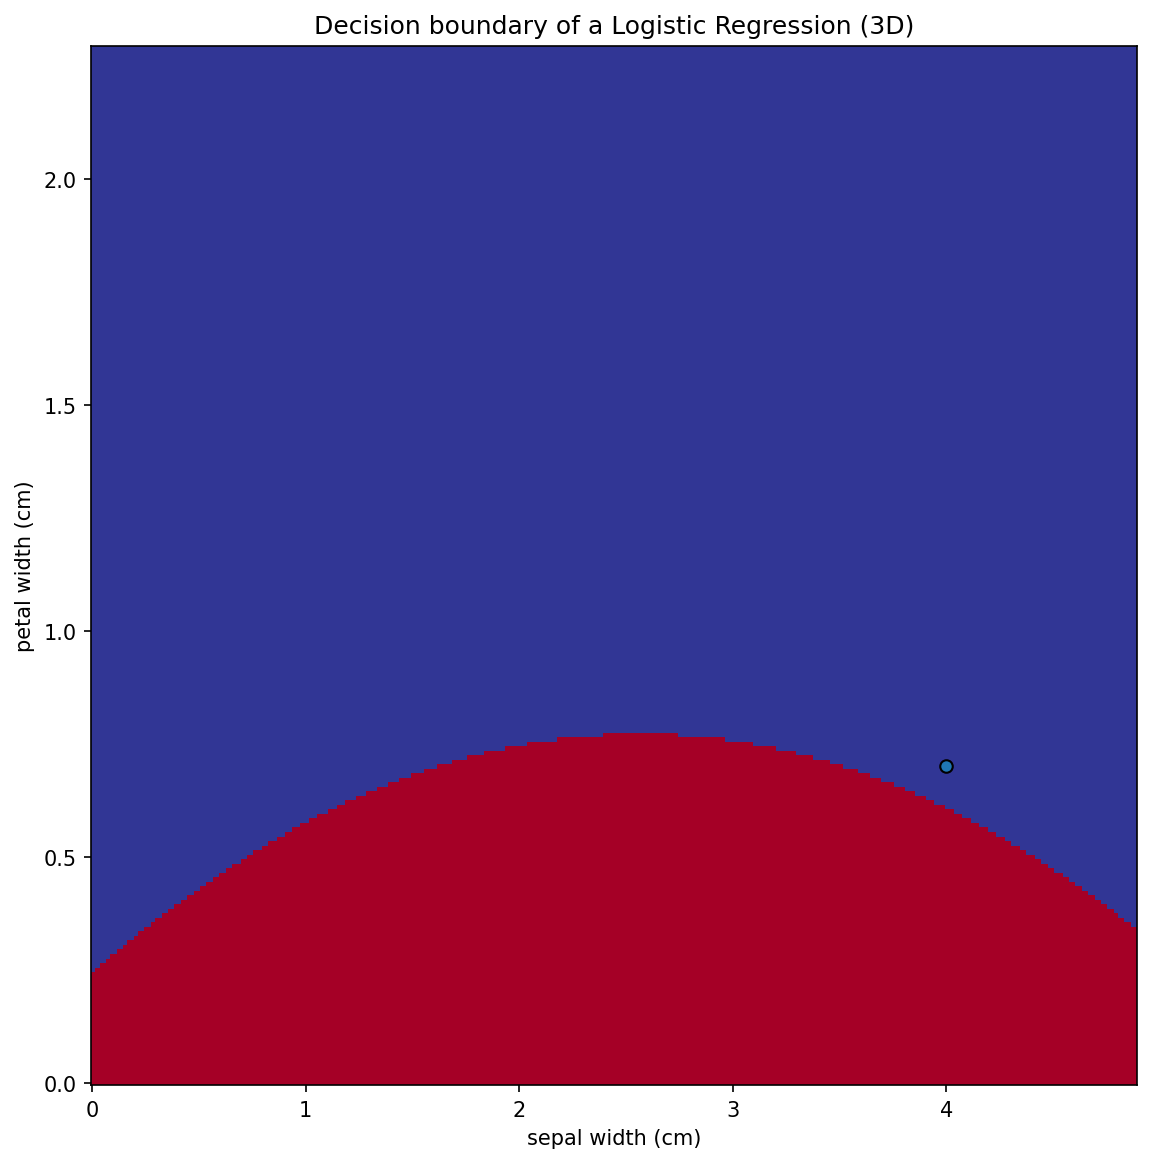 Decision boundary of a Logistic Regression (3D)
2.0
1.5
1.0
0.5
0.0
petal width (cm)
0 1 2 3 4
sepal width (cm)